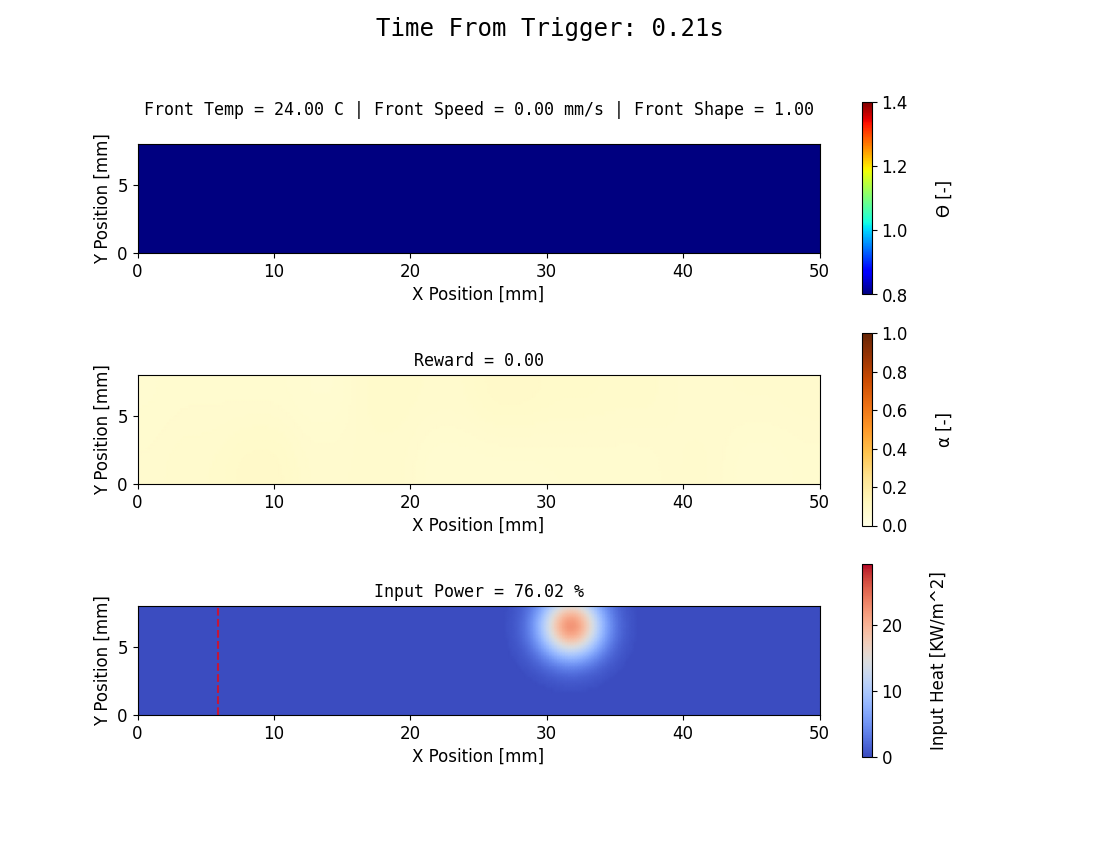 Time From Trigger: 0.21s
Front Temp = 24.00 C | Front Speed = 0.00 mm/s | Front Shape = 1.00
Y Position [mm]
5
0
0 10 20 30 40 50
X Position [mm]
1.4
1.2
1.0
0.8
Θ [-]
Reward = 0.00
Y Position [mm]
5
0
0 10 20 30 40 50
X Position [mm]
1.0
0.8
0.6
0.4
0.2
0.0
α [-]
Input Power = 76.02 %
Y Position [mm]
5
0
0 10 20 30 40 50
X Position [mm]
20
10
0
Input Heat [KW/m^2]